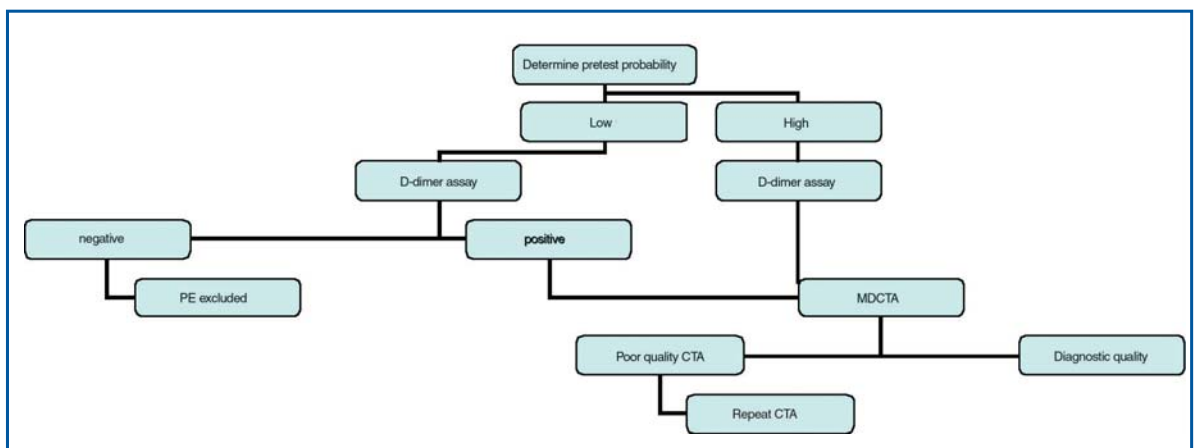 Determine pretest probability
Low
High
D-dimer assay
D-dimer assay
negative
positive
PE excluded
MDCTA
Poor quality CTA
Diagnostic quality
Repeat CTA